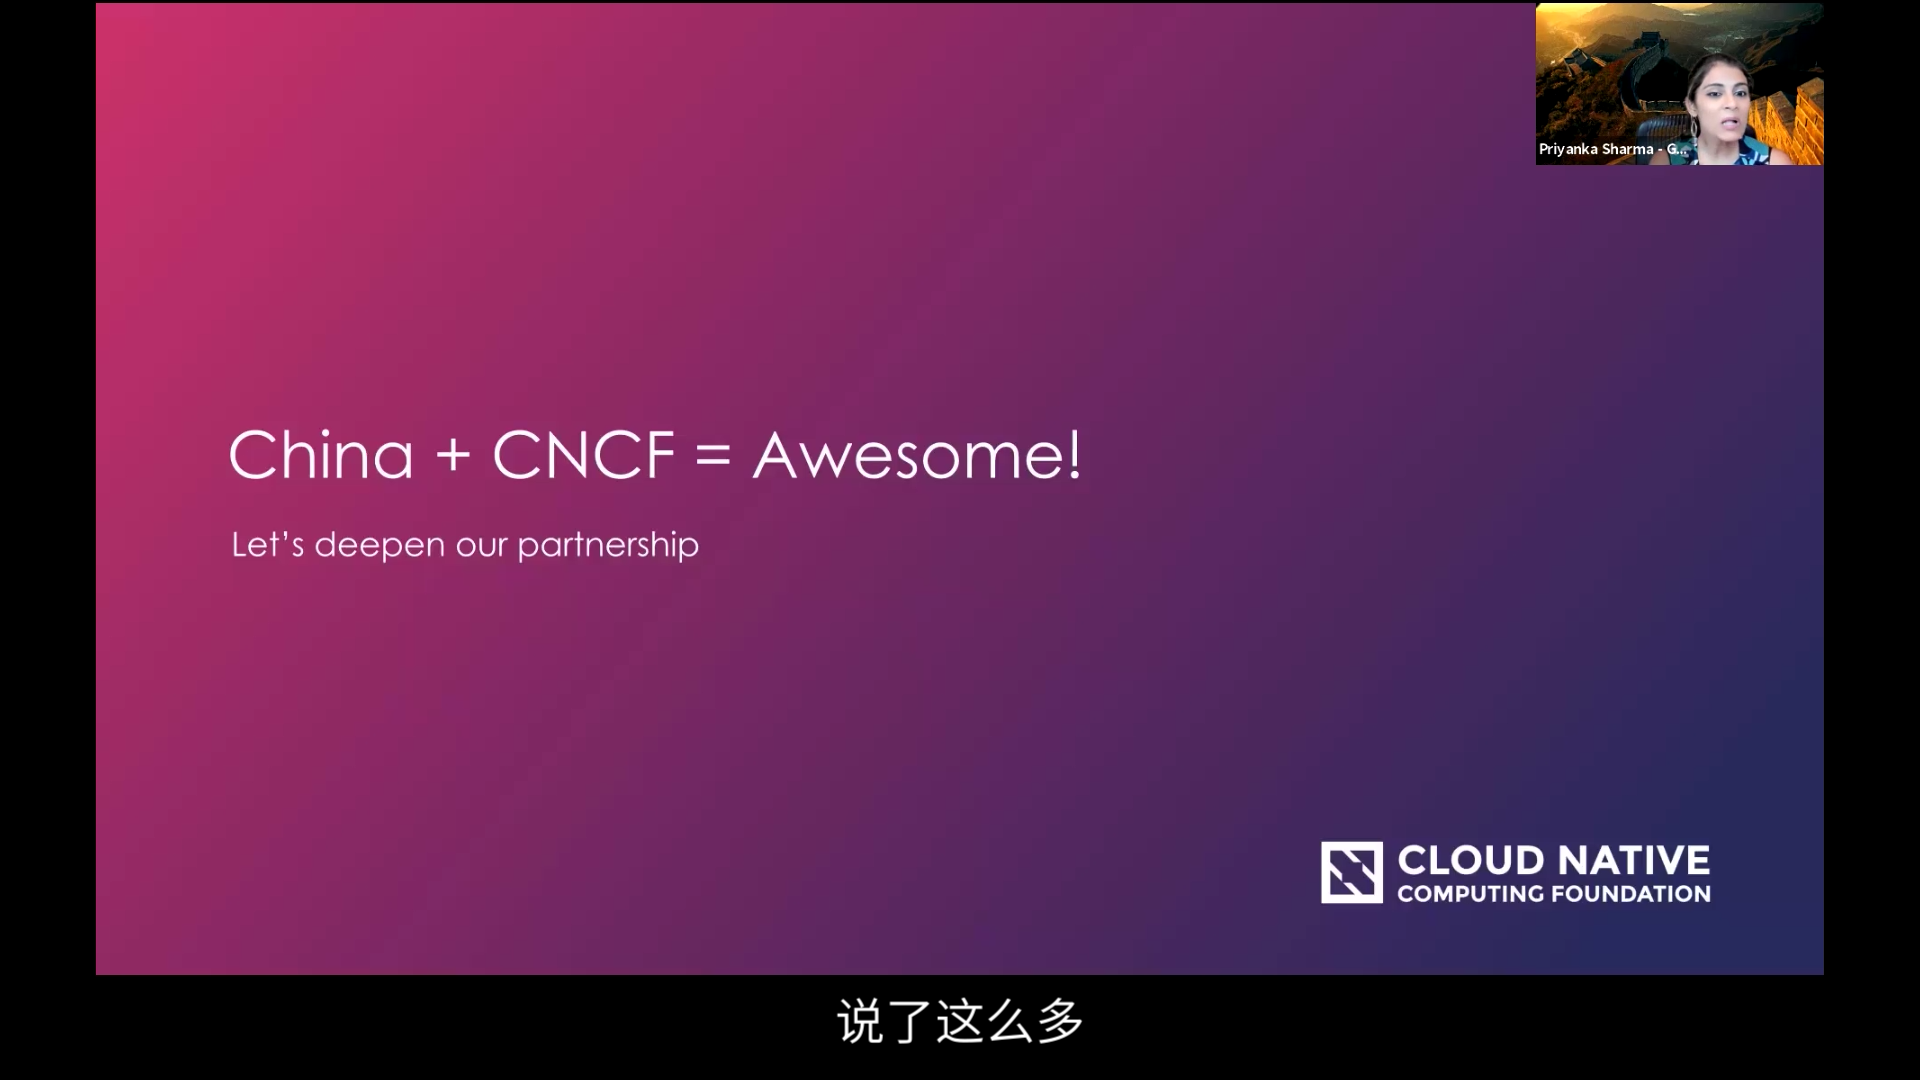 Priyanka Sharma - G...
China + CNCF = Awesome!
Let's deepen our partnership
CLOUD NATIVE
COMPUTING FOUNDATION
说了这么多